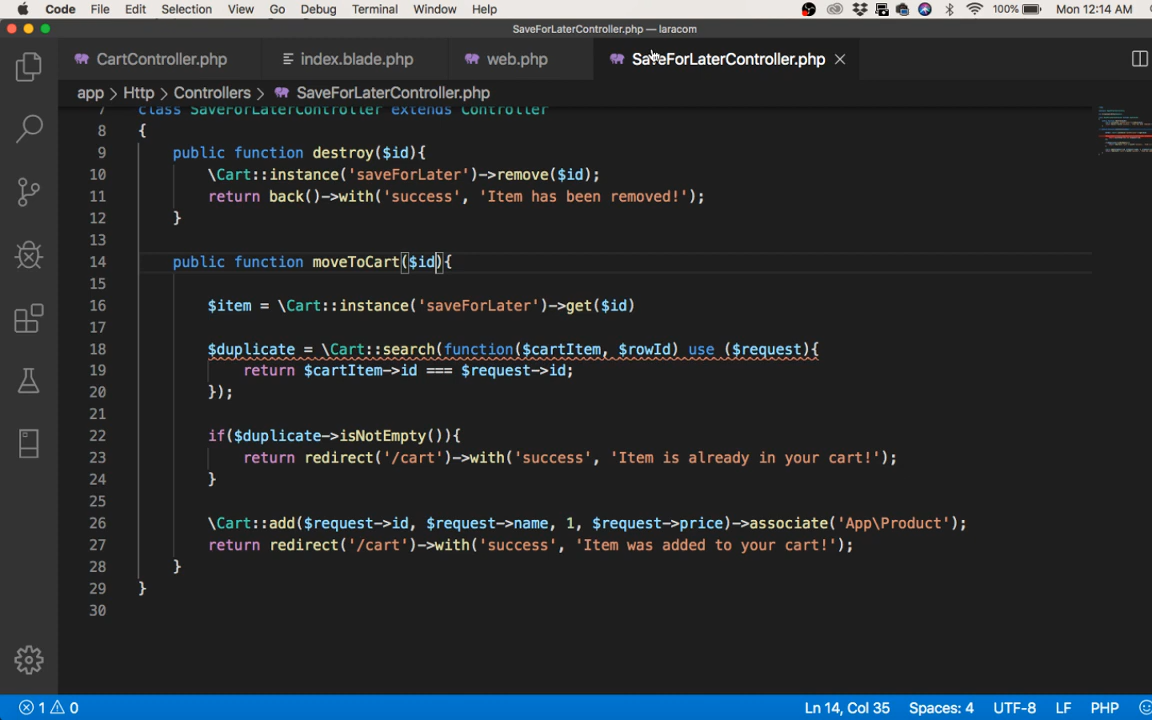 Code File Edit Selection View Go Debug Terminal Window Help 100% Mon 12:14 AM
SaveForLaterController.php — laracom
CartController.php index.blade.php web.php SaveForLaterController.php
app > Http > Controllers > SaveForLaterController.php
7 class SaveForLaterController extends Controller
8 {
9 public function destroy($id){
10 \Cart::instance('saveForLater')->remove($id);
11 return back()->with('success', 'Item has been removed!');
12 }
13
14 public function moveToCart($id){
15
16 $item = \Cart::instance('saveForLater')->get($id)
17
18 $duplicate = \Cart::search(function($cartItem, $rowId) use ($request){
19 return $cartItem->id === $request->id;
20 });
21
22 if($duplicate->isNotEmpty()){
23 return redirect('/cart')->with('success', 'Item is already in your cart!');
24 }
25
26 \Cart::add($request->id, $request->name, 1, $request->price)->associate('App\Product');
27 return redirect('/cart')->with('success', 'Item was added to your cart!');
28 }
29 }
30
1 0 Ln 14, Col 35 Spaces: 4 UTF-8 LF PHP